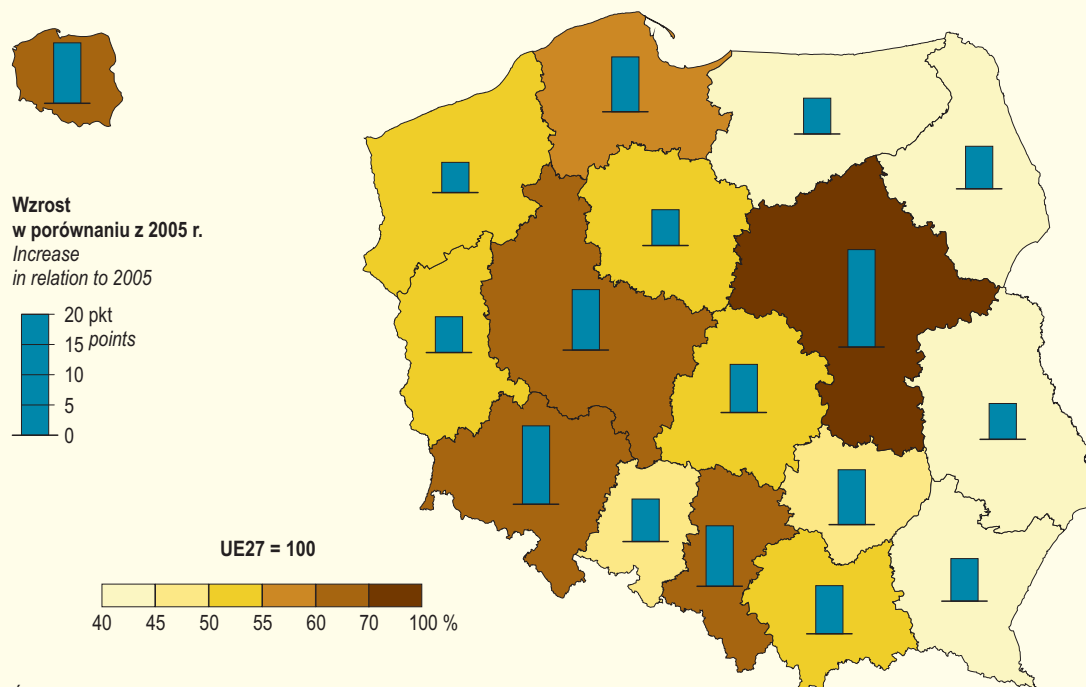 Wzrost
w porównaniu z 2005 r.
Increase
in relation to 2005
20 pkt
points
15
10
5
0
UE27 = 100
40 45 50 55 60 70 100 %